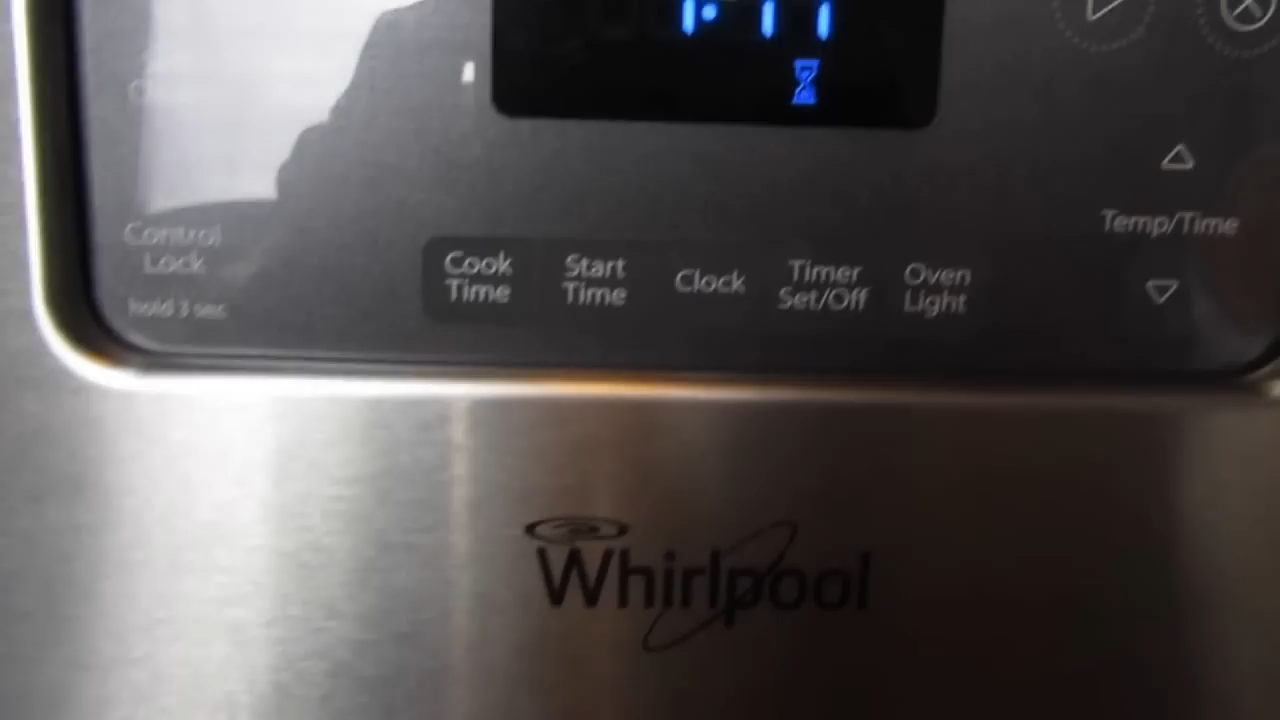 Temp/Time
Control
Lock
hold 3 sec
Cook
Time
Start
Time
Clock
Timer
Set/Off
Oven
Light
Whirlpool